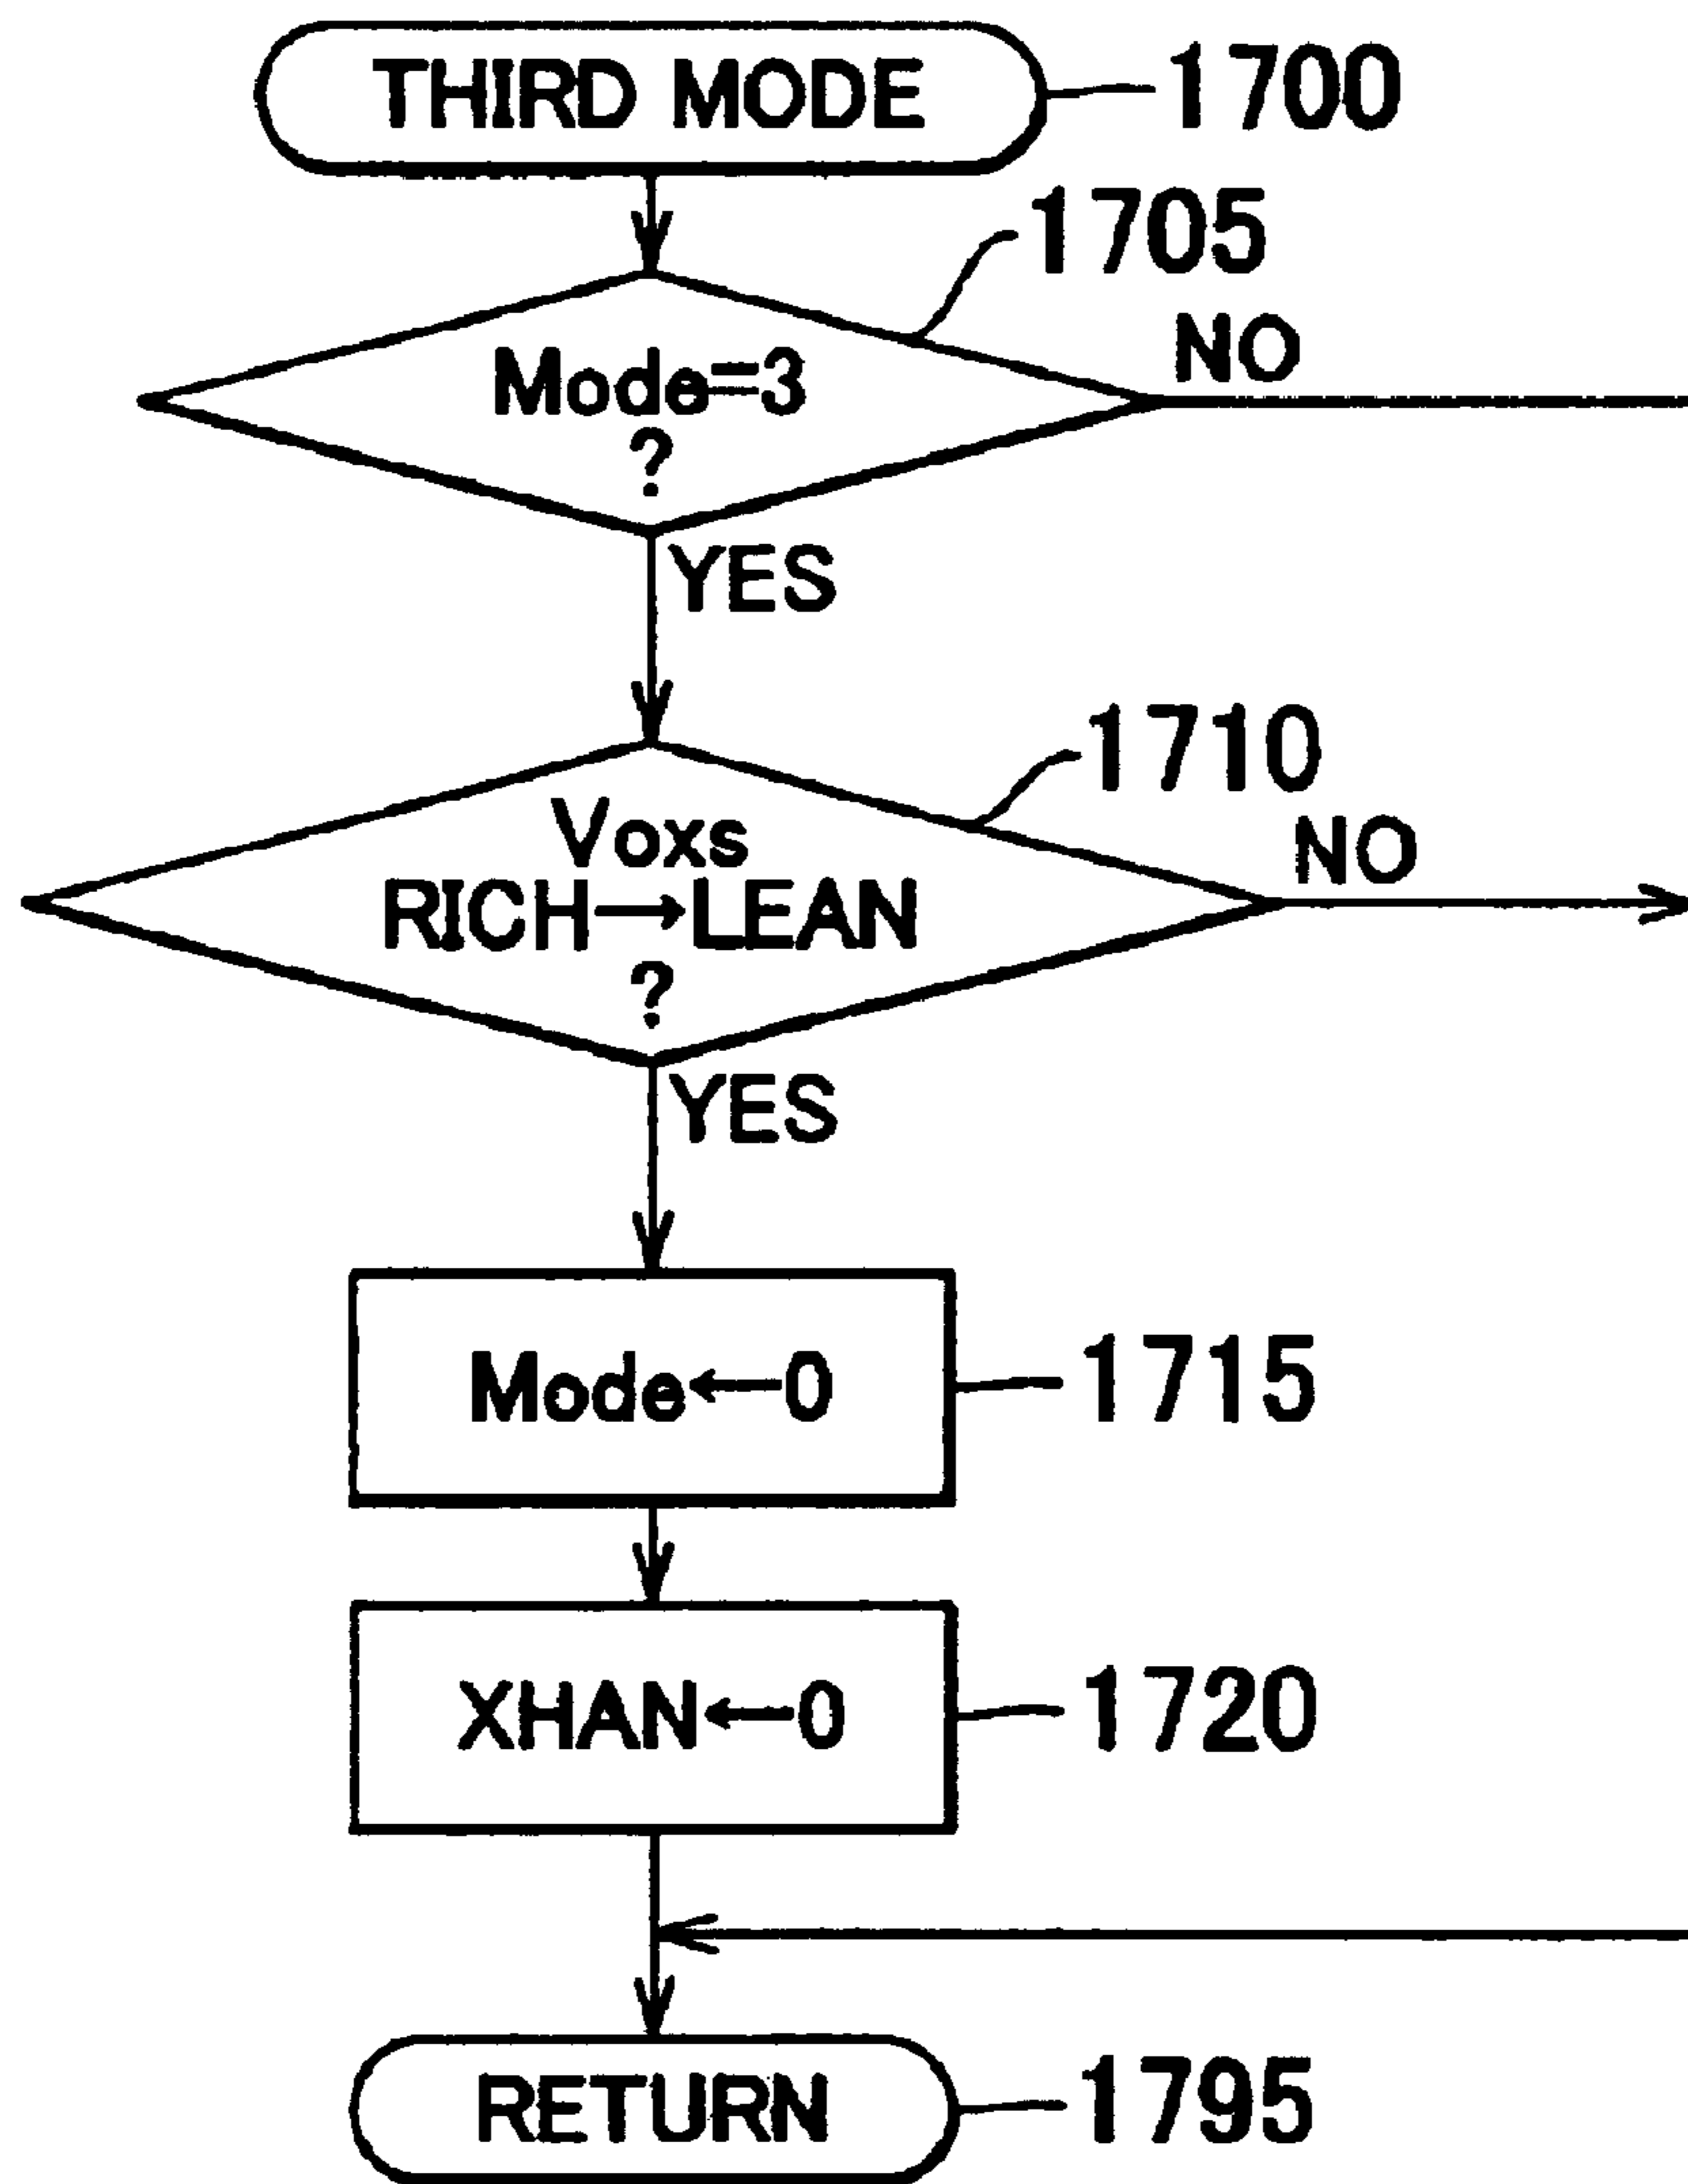 THIRD MODE
1700
1705
Mode=3
?
NO
YES
1710
Voxs
RICH→LEAN
?
NO
YES
Mode←0
1715
XHAN←0
1720
RETURN
1795